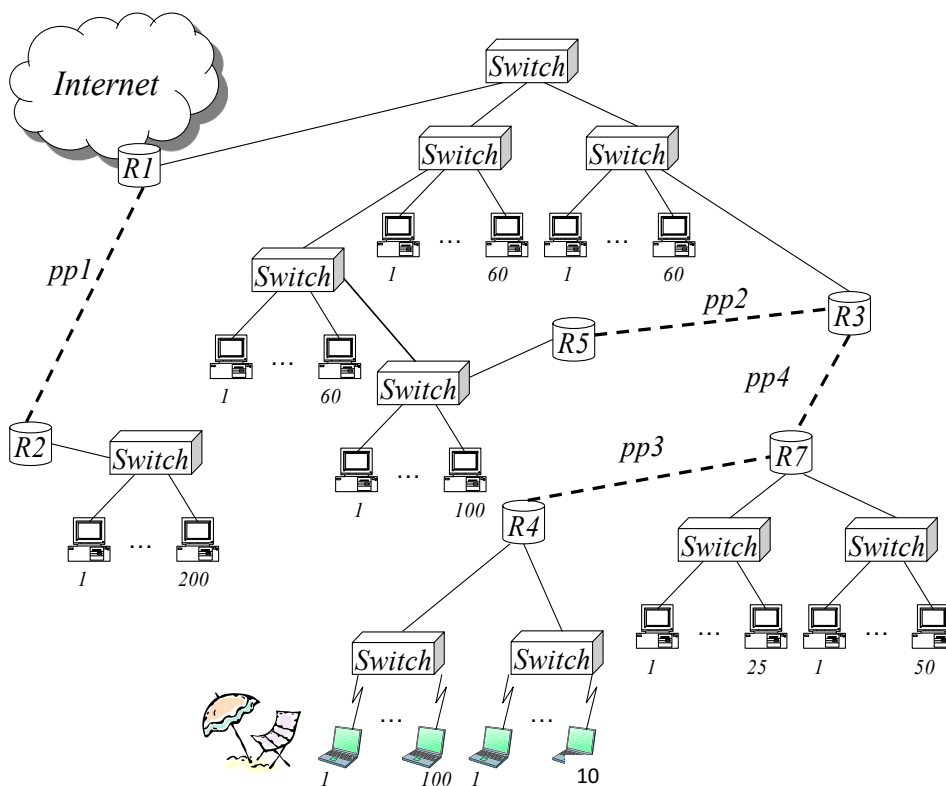 Switch
Internet
Switch
Switch
R1
1 ... 60
1 ... 60
pp1
Switch
pp2
R3
R5
1 ... 60
Switch
pp4
R2
Switch
pp3
R7
1 ... 100
R4
Switch
Switch
1 ... 200
Switch
Switch
1 ... 25
1 ... 50
1 ... 100
1 ... 10